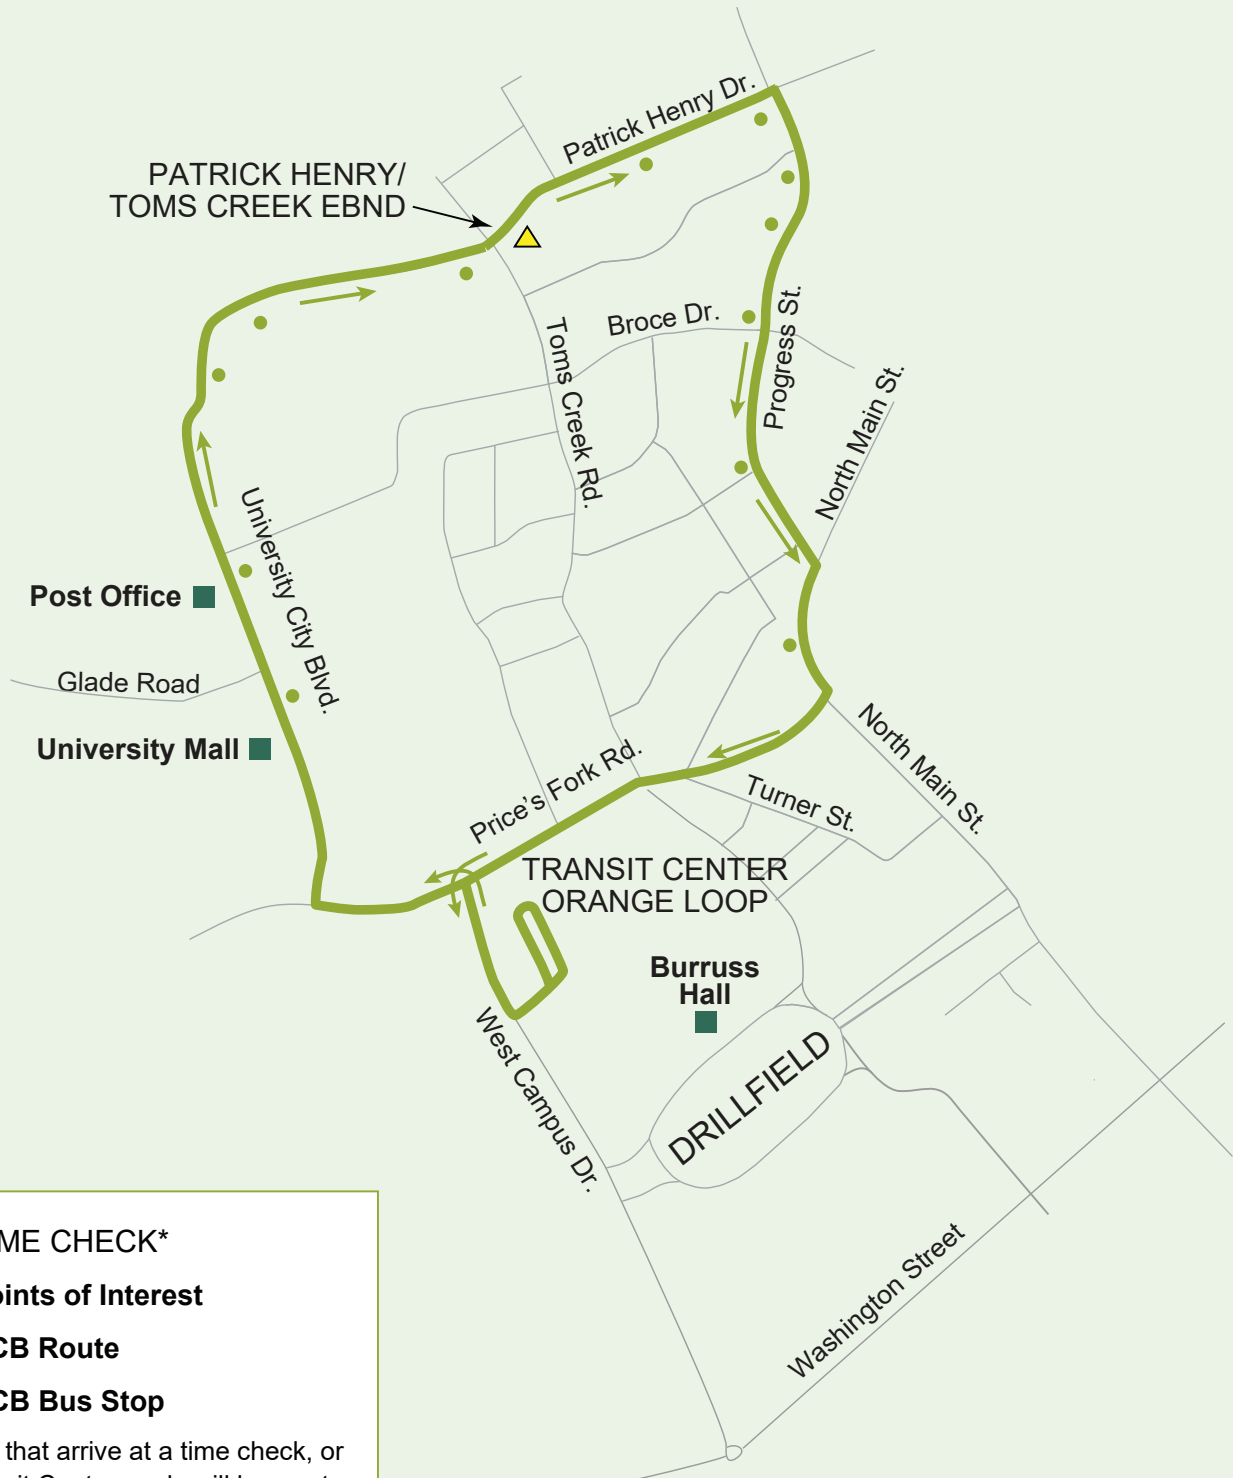 Patrick Henry Dr.
PATRICK HENRY/
TOMS CREEK EBND
Broce Dr.
Progress St.
Toms Creek Rd.
North Main St.
University City Blvd.
Post Office
Glade Road
University Mall
North Main St.
Price's Fork Rd.
Turner St.
TRANSIT CENTER
ORANGE LOOP
Burruss
Hall
West Campus Dr.
DRILLFIELD
Washington Street
ME CHECK*
oints of Interest
CB Route
CB Bus Stop
that arrive at a time check, or